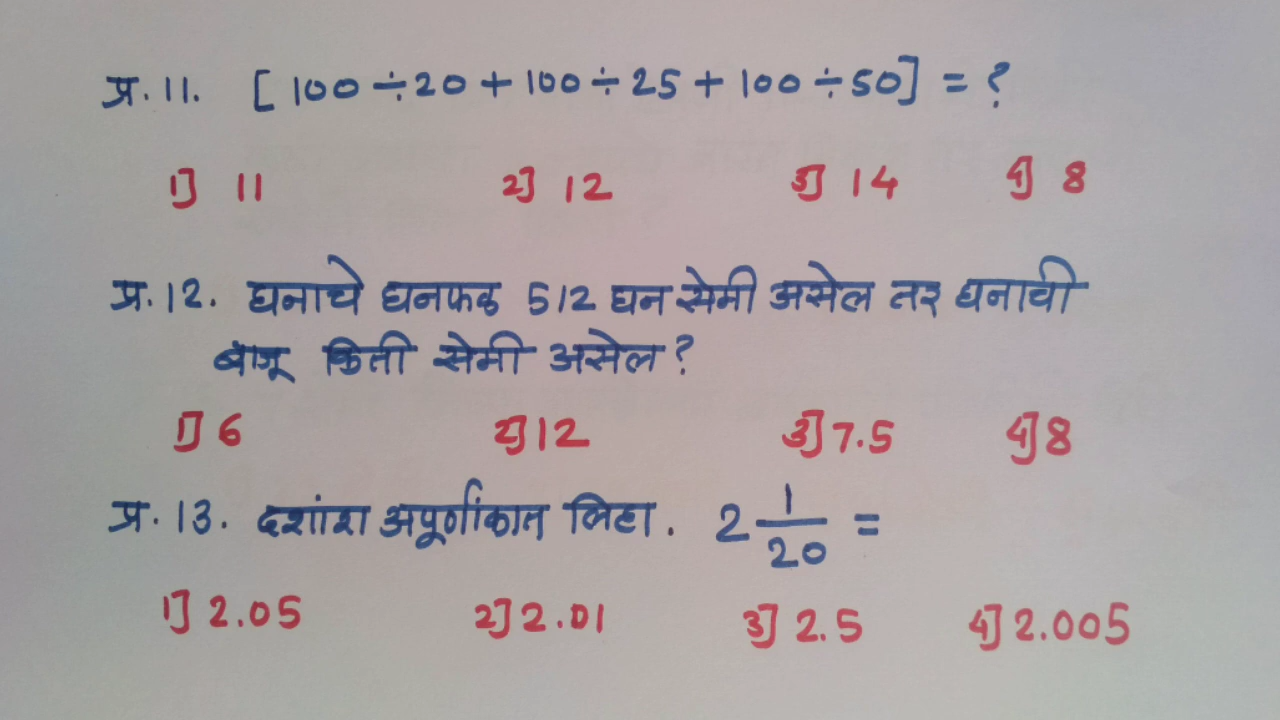 प्र.11. [100÷20+100÷25+100÷50] = ?
1] 11 2] 12 3] 14 4] 8
प्र.12. घनाचे घनफळ 512 घन सेमी असेल तर घनाची
बाजू किती सेमी असेल?
1] 6 2] 12 3] 7.5 4] 8
प्र.13. दशांश अपूर्णांकात लिहा. 2 1/20 =
1] 2.05 2] 2.01 3] 2.5 4] 2.005